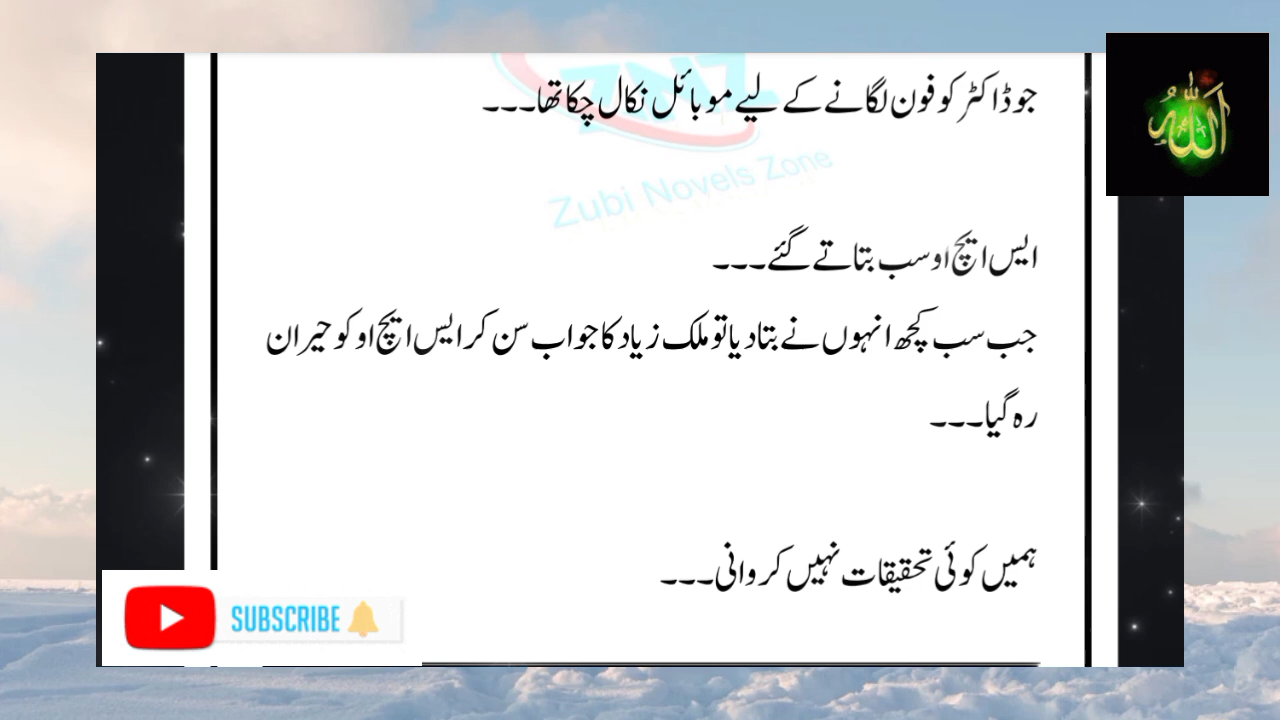 جو ڈاکٹر کو فون لگانے کے لیے موبائل نکال چکا تھا۔۔۔
Zubi Novels Zone
ایس ایچ او سب بتاتے گئے۔۔۔
جب سب کچھ انہوں نے بتا دیا تو ملک زیاد کا جواب سن کر ایس ایچ او کو حیران
رہ گیا۔۔۔
ہمیں کوئی تحقیقات نہیں کروانی۔۔۔
SUBSCRIBE
ZNZ
اللہ